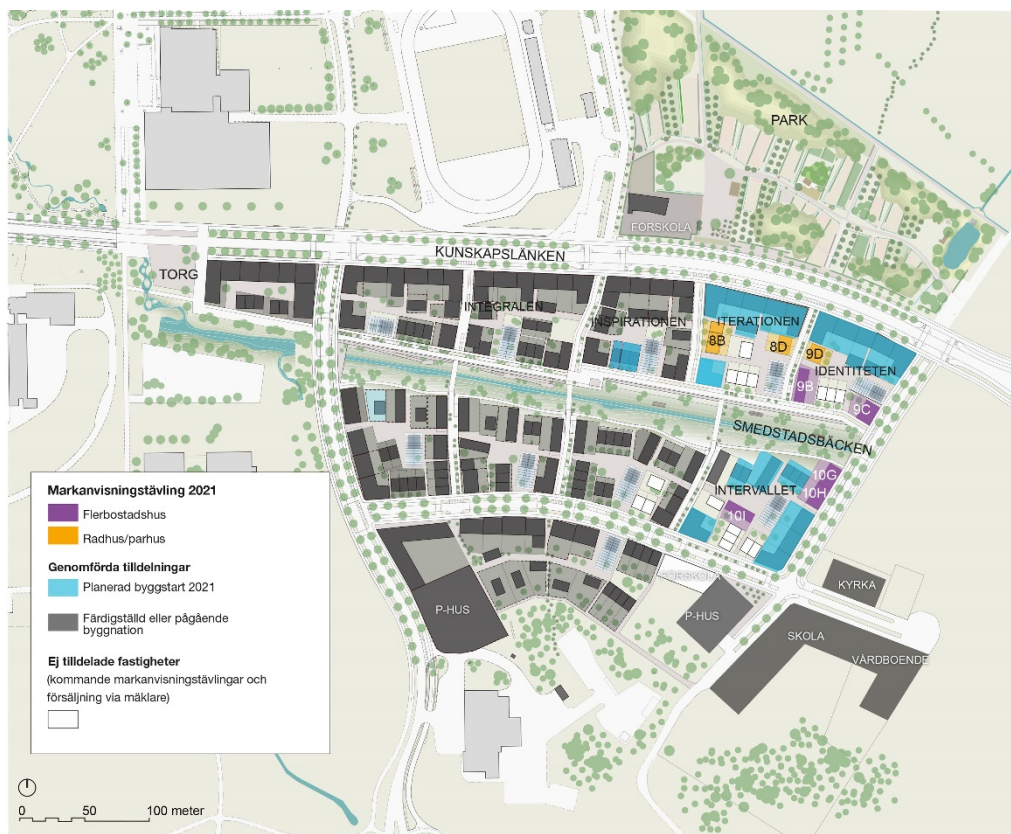 PARK
FÖRSKOLA
KUNSKAPSLÄNKEN
TORG
INTEGRALEN
INSPIRATIONEN
ITERATIONEN
8B
8D
9D
IDENTITETEN
9B
9C
SMEDSTADSBÄCKEN
10G
INTERVALLET
10H
10I
FÖRSKOLA
KYRKA
P-HUS
P-HUS
SKOLA
VÅRDBOENDE
Markanvisningstävling 2021
Flerbostadshus
Radhus/parhus
Genomförda tilldelningar
Planerad byggstart 2021
Färdigställd eller pågående
byggnation
Ej tilldelade fastigheter
(kommande markanvisningstävlingar och
försäljning via mäklare)
0 50 100 meter